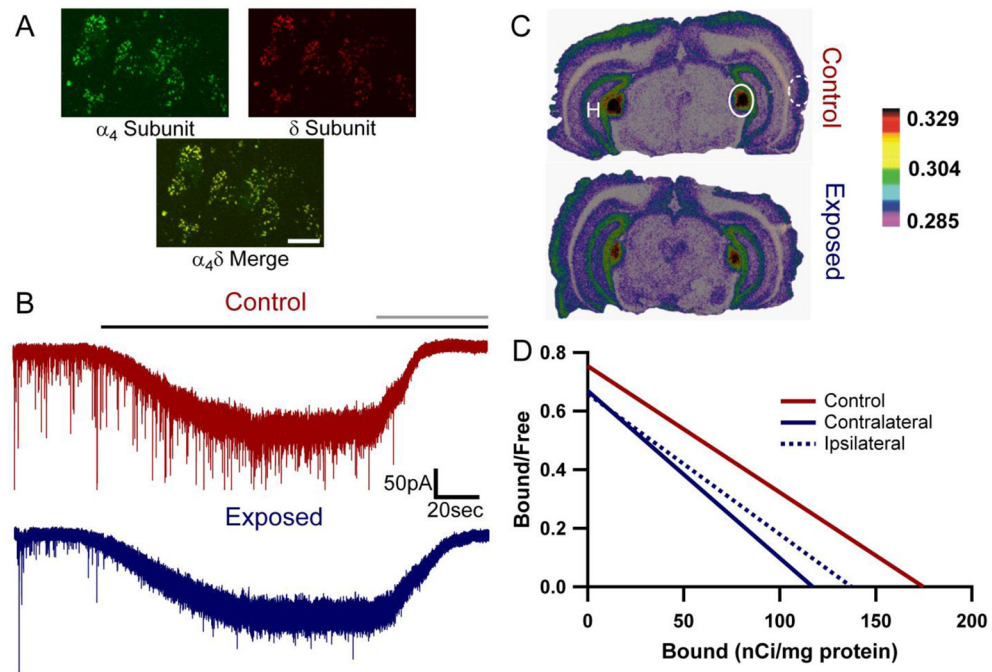 A
α4 Subunit
δ Subunit
α4δ Merge
B
Control
50pA
20sec
Exposed
C
H
Control
Exposed
0.329
0.304
0.285
D
0.8
0.6
0.4
0.2
0.0
Bound/Free
Control
Contralateral
Ipsilateral
0 50 100 150 200
Bound (nCi/mg protein)